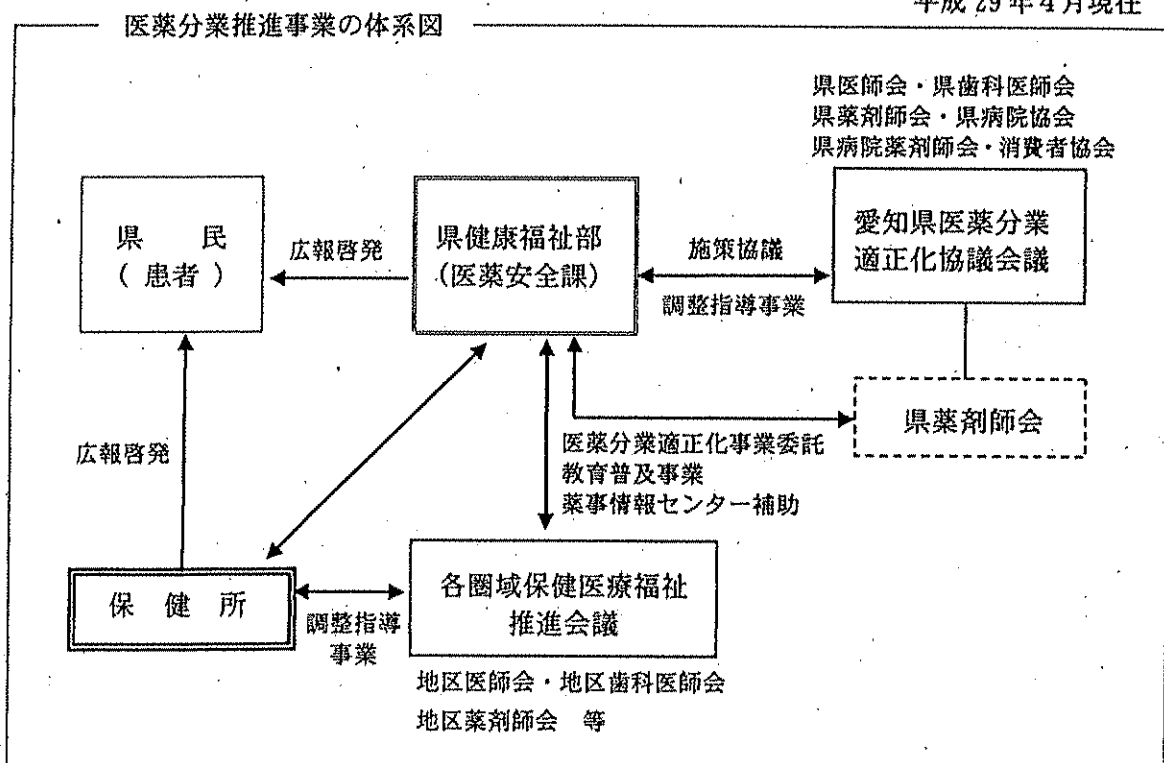 平成29年4月現在
医薬分業推進事業の体系図
県医師会・県歯科医師会
県薬剤師会・県病院協会
県病院薬剤師会・消費者協会
県　　民
（ 患者 ）
広報啓発
県健康福祉部
（医薬安全課）
施策協議
調整指導事業
愛知県医薬分業
適正化協議会議
県薬剤師会
広報啓発
医薬分業適正化事業委託
教育普及事業
薬事情報センター補助
保　健　所
調整指導
事業
各圏域保健医療福祉
推進会議
地区医師会・地区歯科医師会
地区薬剤師会　等